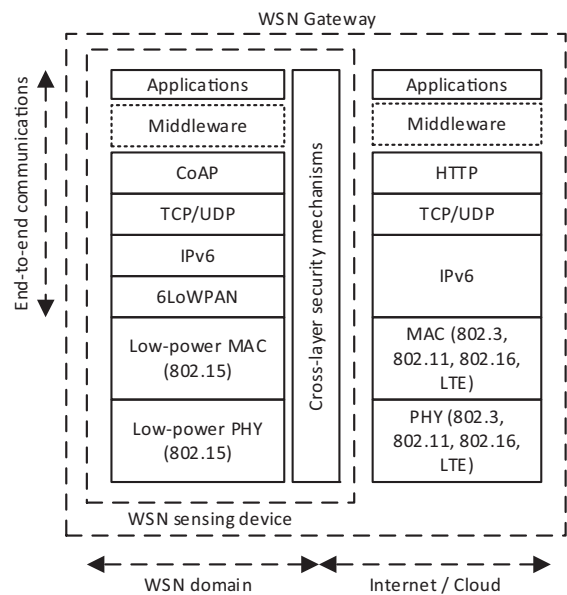 WSN Gateway
End-to-end communications
Applications
Middleware
CoAP
TCP/UDP
IPv6
6LoWPAN
Low-power MAC
(802.15)
Low-power PHY
(802.15)
Cross-layer security mechanisms
Applications
Middleware
HTTP
TCP/UDP
IPv6
MAC (802.3,
802.11, 802.16,
LTE)
PHY (802.3,
802.11, 802.16,
LTE)
WSN sensing device
WSN domain
Internet / Cloud